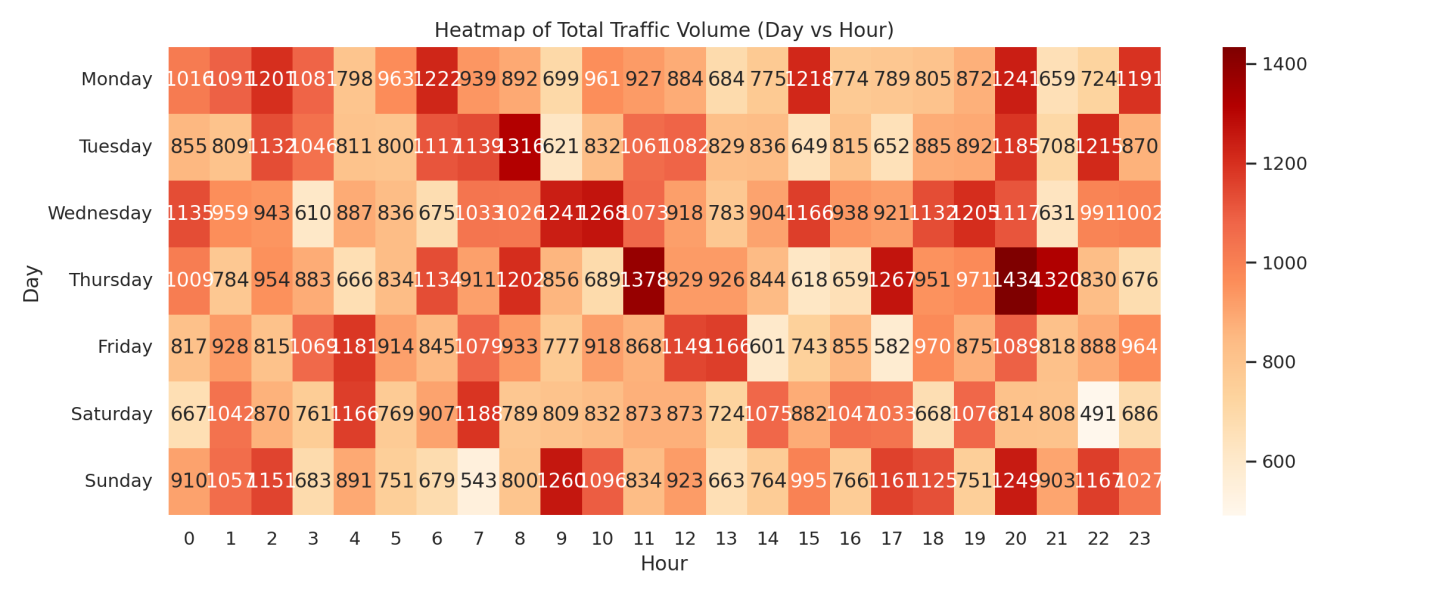 Heatmap of Total Traffic Volume (Day vs Hour)
Monday 1016 1091 1201 1081 798 963 1222 939 892 699 961 927 884 684 775 1218 774 789 805 872 1241 659 724 1191
Tuesday 855 809 1132 1046 811 800 1117 1139 1316 621 832 1061 1082 829 836 649 815 652 885 892 1185 708 1215 870
Wednesday 1135 959 943 610 887 836 675 1033 1026 1241 1268 1073 918 783 904 1166 938 921 1132 1205 1117 631 991 1002
Thursday 1009 784 954 883 666 834 1134 911 1202 856 689 1378 929 926 844 618 659 1267 951 971 1434 1320 830 676
Friday 817 928 815 1069 1181 914 845 1079 933 777 918 868 1149 1166 601 743 855 582 970 875 1089 818 888 964
Saturday 667 1042 870 761 1166 769 907 1188 789 809 832 873 873 724 1075 882 1047 1033 668 1076 814 808 491 686
Sunday 910 1057 1151 683 891 751 679 543 800 1260 1096 834 923 663 764 995 766 1161 1125 751 1249 903 1167 1027
0 1 2 3 4 5 6 7 8 9 10 11 12 13 14 15 16 17 18 19 20 21 22 23
Hour
Day
1400
1200
1000
800
600